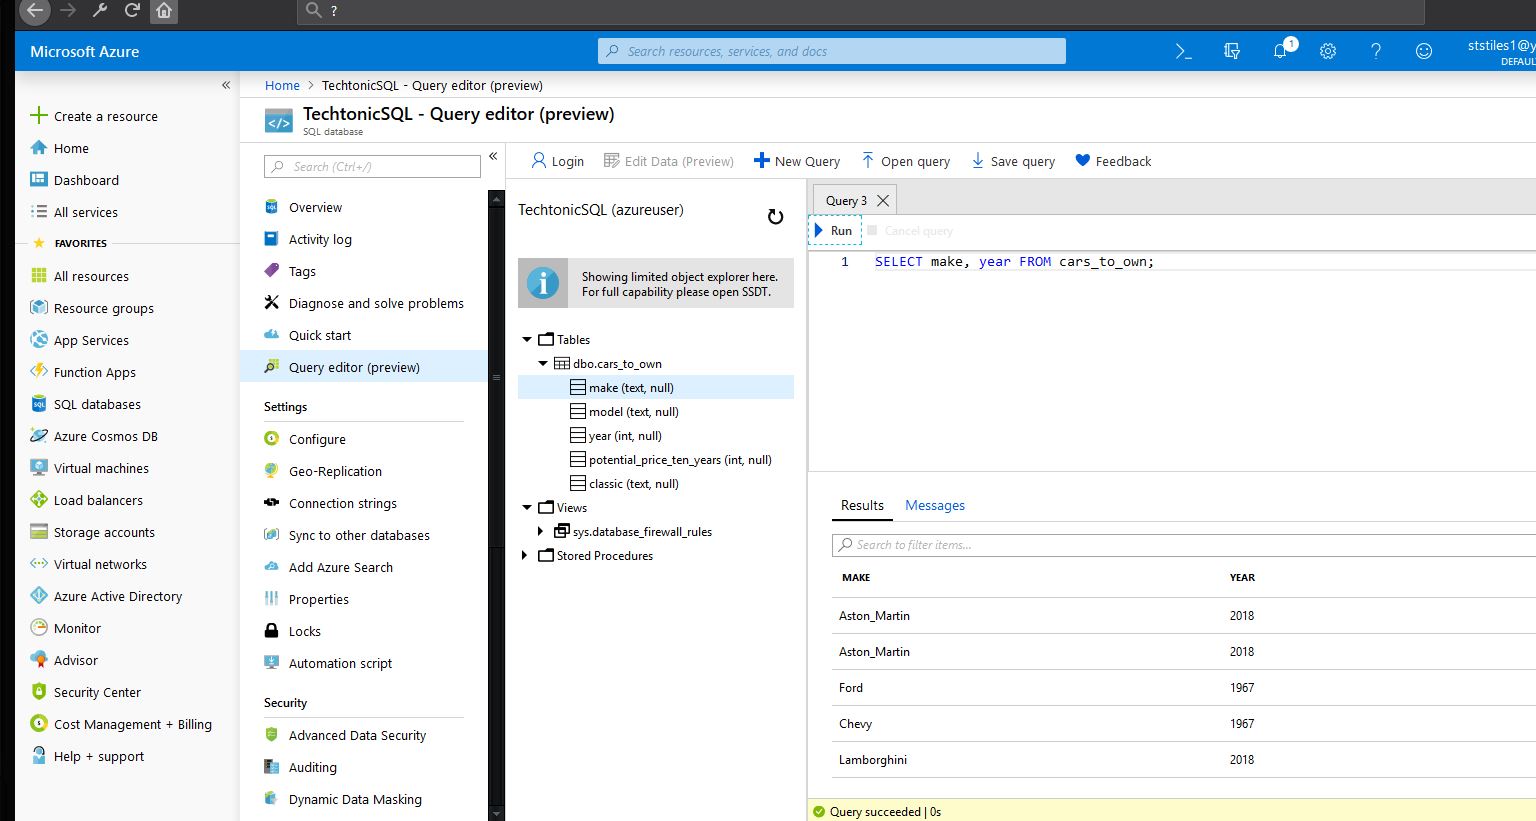 ?
Microsoft Azure
Search resources, services, and docs
1
ststiles1@y
DEFAUL
Home > TechtonicSQL - Query editor (preview)
TechtonicSQL - Query editor (preview)
SQL database
Create a resource
Home
Dashboard
All services
FAVORITES
All resources
Resource groups
App Services
Function Apps
SQL databases
Azure Cosmos DB
Virtual machines
Load balancers
Storage accounts
Virtual networks
Azure Active Directory
Monitor
Advisor
Security Center
Cost Management + Billing
Help + support
Search (Ctrl+/)
Overview
Activity log
Tags
Diagnose and solve problems
Quick start
Query editor (preview)
Settings
Configure
Geo-Replication
Connection strings
Sync to other databases
Add Azure Search
Properties
Locks
Automation script
Security
Advanced Data Security
Auditing
Dynamic Data Masking
Login Edit Data (Preview) New Query Open query Save query Feedback
TechtonicSQL (azureuser)
Showing limited object explorer here.
For full capability please open SSDT.
Tables
dbo.cars_to_own
make (text, null)
model (text, null)
year (int, null)
potential_price_ten_years (int, null)
classic (text, null)
Views
sys.database_firewall_rules
Stored Procedures
Query 3
Run Cancel query
1 SELECT make, year FROM cars_to_own;
Results Messages
Search to filter items...
MAKE YEAR
Aston_Martin 2018
Aston_Martin 2018
Ford 1967
Chevy 1967
Lamborghini 2018
Query succeeded | 0s